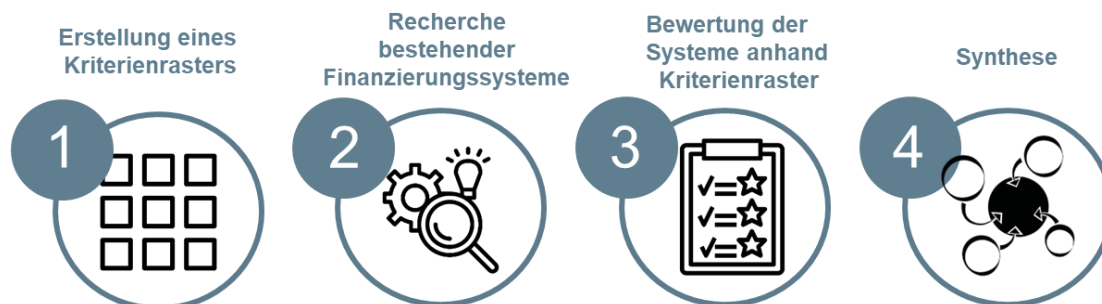 Erstellung eines
Kriterienrasters
1
Recherche
bestehender
Finanzierungssysteme
2
Bewertung der
Systeme anhand
Kriterienraster
3
Synthese
4